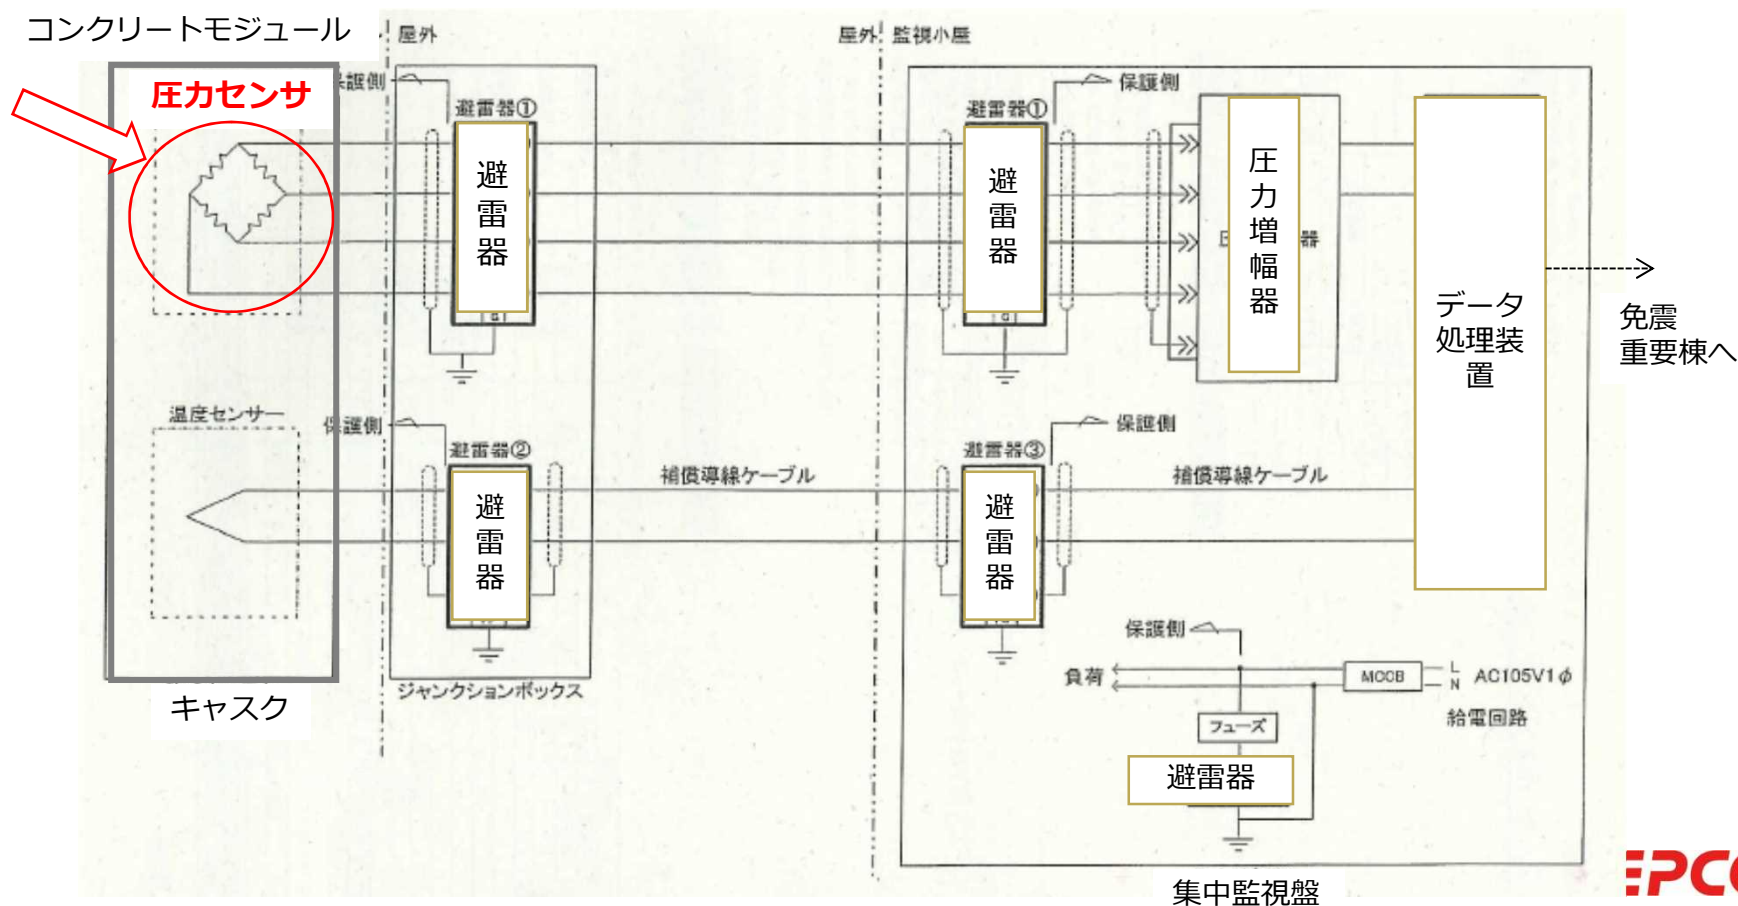 コンクリートモジュール
屋外
屋外
監視小屋
圧力センサ
保護側
避雷器①
避雷器
避雷器①
避雷器
保護側
圧力増幅器
器
データ
処理装
置
免震
重要棟へ
G
G
温度センサー
保護側
避雷器②
避雷器
補償導線ケーブル
避雷器③
避雷器
保護側
補償導線ケーブル
キャスク
ジャンクションボックス
保護側
負荷
MCCB
L
N
AC105V1φ
給電回路
フューズ
避雷器
集中監視盤